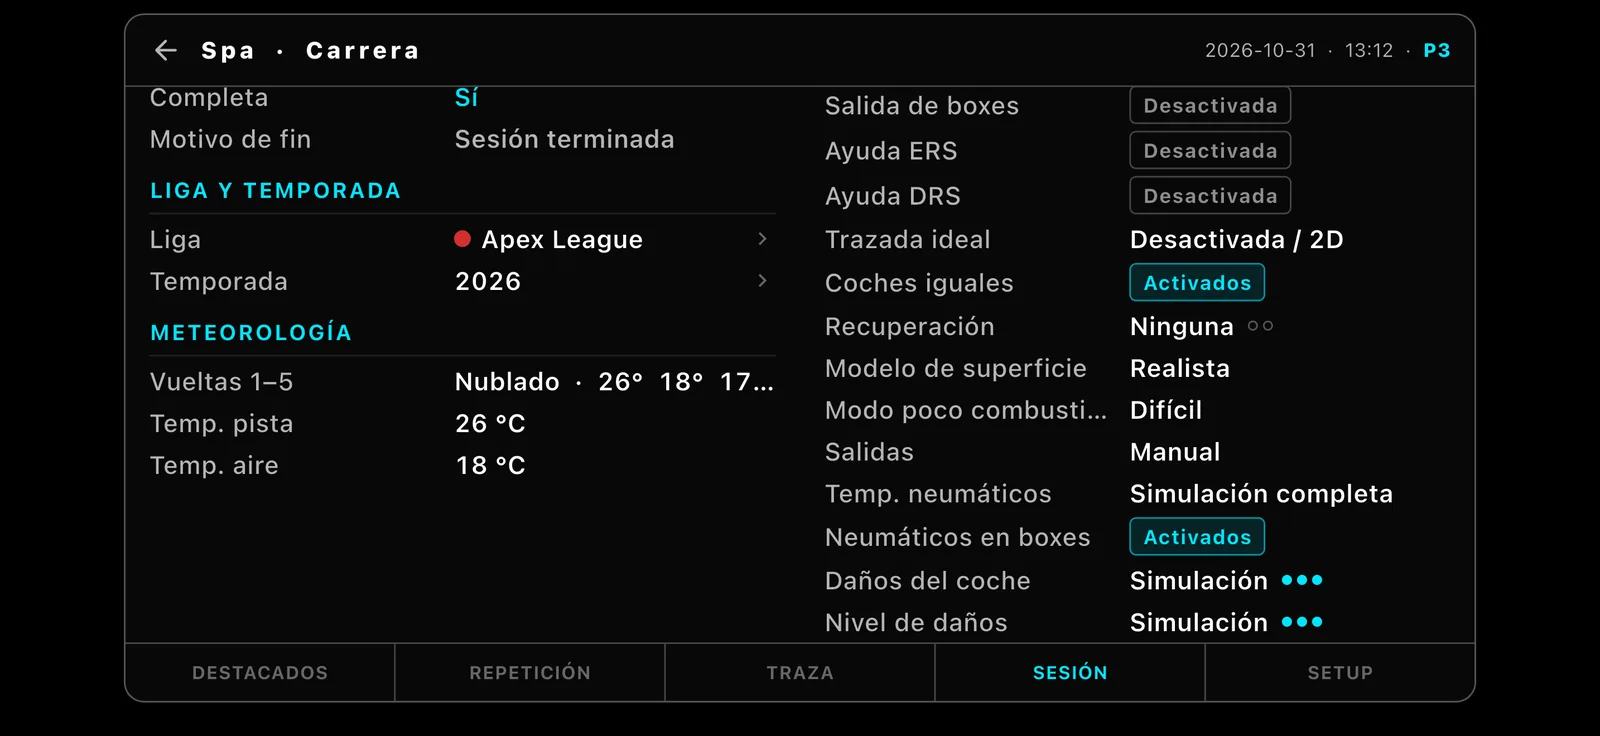 Spa · Carrera
2026-10-31 · 13:12 · P3
Completa Sí
Motivo de fin Sesión terminada
LIGA Y TEMPORADA
Liga Apex League
Temporada 2026
METEOROLOGÍA
Vueltas 1–5 Nublado · 26° 18° 17...
Temp. pista 26 °C
Temp. aire 18 °C
Salida de boxes Desactivada
Ayuda ERS Desactivada
Ayuda DRS Desactivada
Trazada ideal Desactivada / 2D
Coches iguales Activados
Recuperación Ninguna
Modelo de superficie Realista
Modo poco combusti... Difícil
Salidas Manual
Temp. neumáticos Simulación completa
Neumáticos en boxes Activados
Daños del coche Simulación
Nivel de daños Simulación
DESTACADOS REPETICIÓN TRAZA SESIÓN SETUP